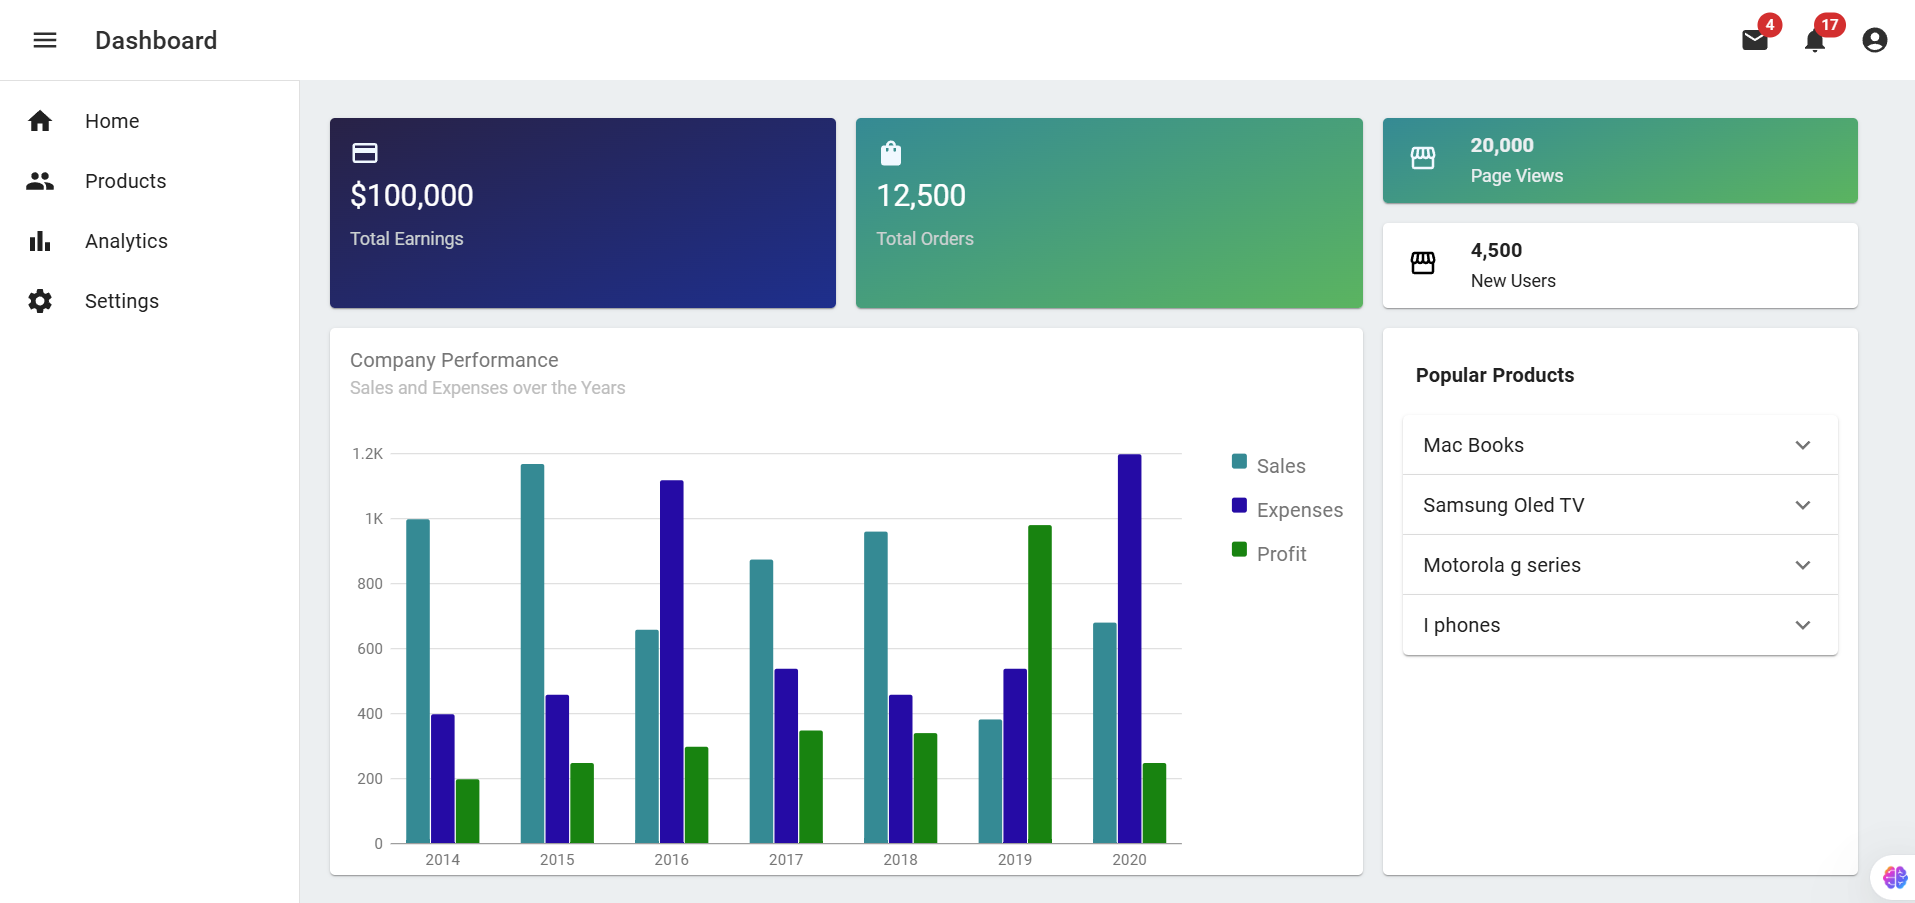 Dashboard
4
17
Home
Products
Analytics
Settings
$100,000
Total Earnings
12,500
Total Orders
20,000
Page Views
4,500
New Users
Company Performance
Sales and Expenses over the Years
1.2K
1K
800
600
400
200
0
2014 2015 2016 2017 2018 2019 2020
Sales
Expenses
Profit
Popular Products
Mac Books
Samsung Oled TV
Motorola g series
I phones